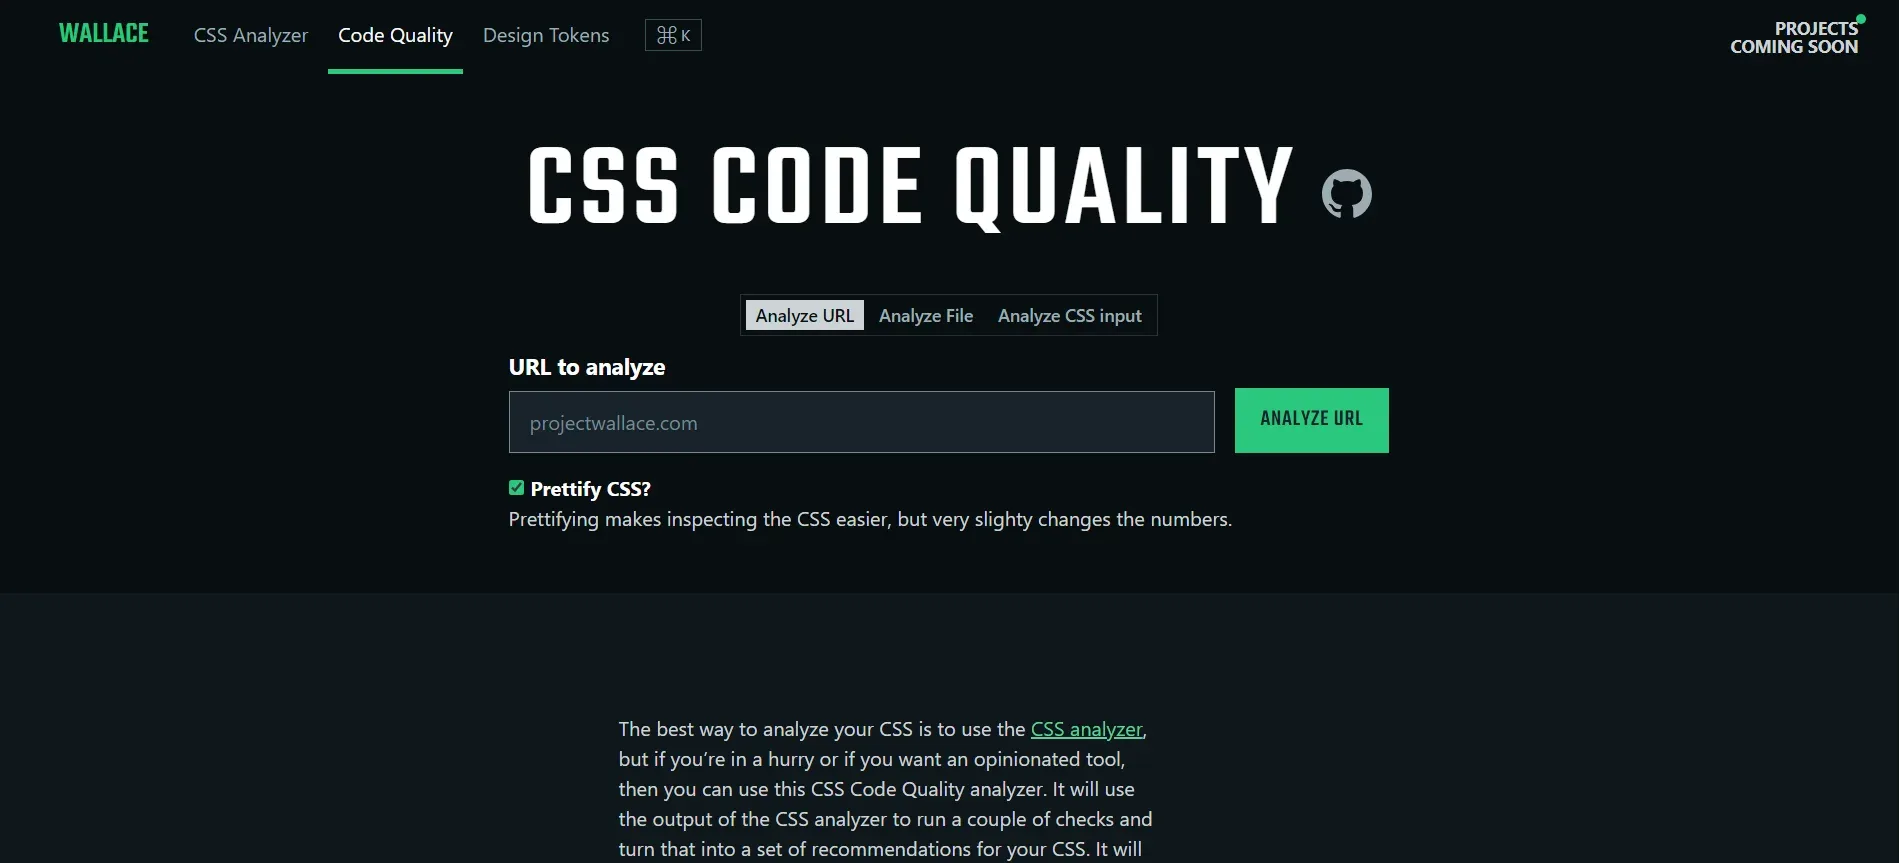 WALLACE
CSS Analyzer
Code Quality
Design Tokens
⌘ K
PROJECTS
COMING SOON
CSS CODE QUALITY
Analyze URL
Analyze File
Analyze CSS input
URL to analyze
projectwallace.com
ANALYZE URL
Prettify CSS?
Prettifying makes inspecting the CSS easier, but very slighty changes the numbers.
The best way to analyze your CSS is to use the CSS analyzer,
but if you’re in a hurry or if you want an opinionated tool,
then you can use this CSS Code Quality analyzer. It will use
the output of the CSS analyzer to run a couple of checks and
turn that into a set of recommendations for your CSS. It will